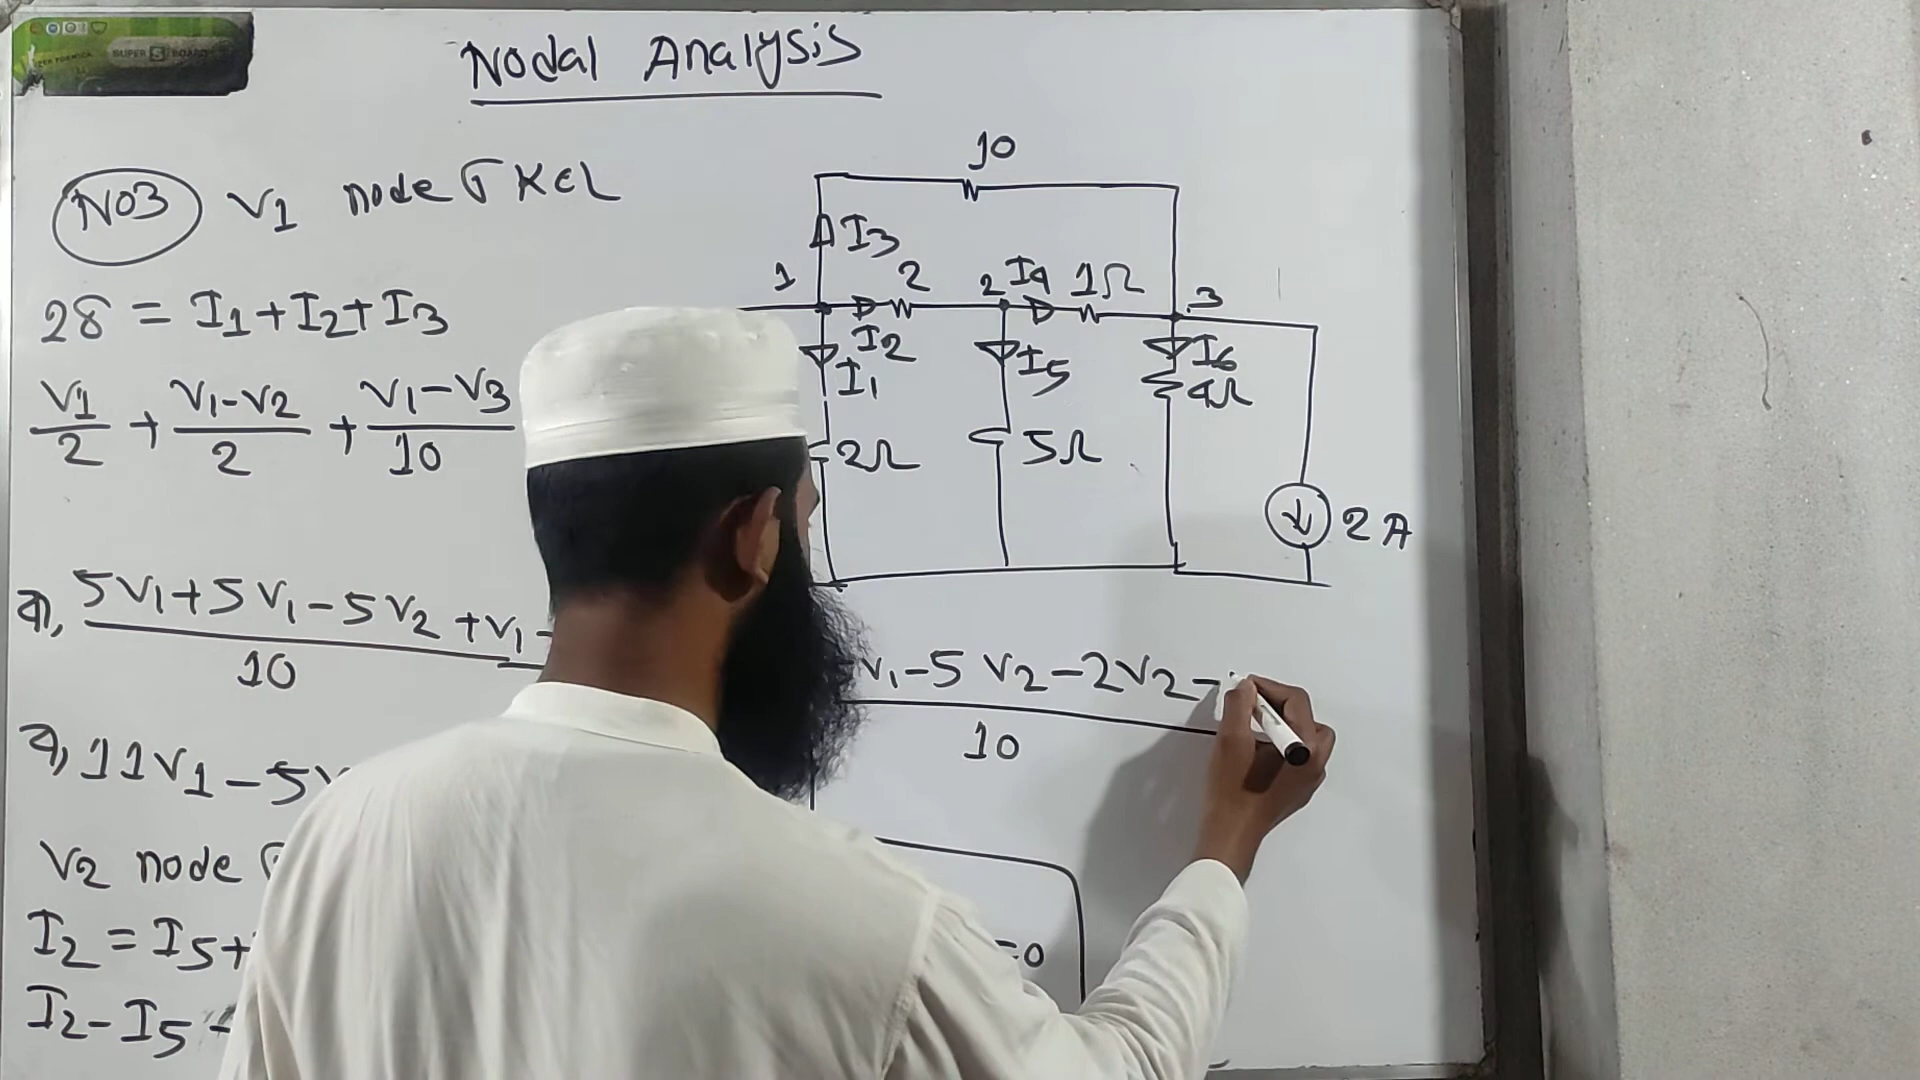 SUPER S BOARD
Nodal Analysis
NO3 V1 node এ KCL
28 = I1+I2+I3
V1/2 + V1-V2/2 + V1-V3/10
বা, 5V1+5V1-5V2+V1-
10
বা, 11V1-5V
V2 node
I2 = I5+
I2-I5-
10
I3
1 2 2 I4 1Ω 3
I2 I1 I5 I6
4Ω
2Ω 5Ω
2A
V1-5V2-2V2-
10
=0